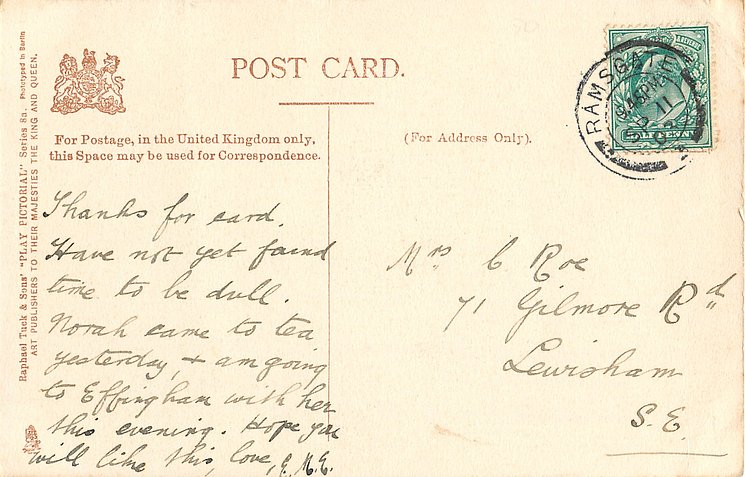 POST CARD.
For Postage, in the United Kingdom only,
this Space may be used for Correspondence.
(For Address Only).
Raphael Tuck & Sons' "PLAY PICTORIAL" Series 8a. Phototyped in Berlin
ART PUBLISHERS TO THEIR MAJESTIES THE KING AND QUEEN.
RAMSGATE
Thanks for card.
Have not yet found
time to be dull.
Norah came to tea
yesterday, + am going
to Effingham with her
this evening. Hope you
will like this, love,
Mrs C Roe
71 Gilmore Rd
Lewisham
S.E.